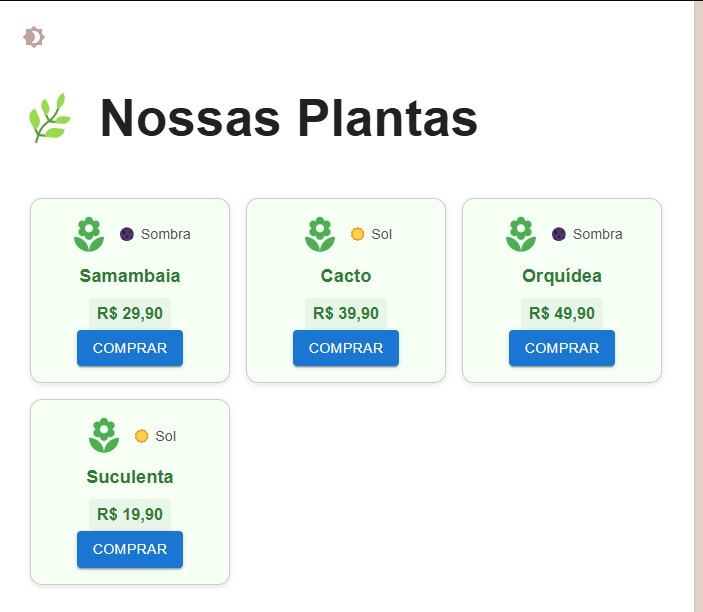 Nossas Plantas
Sombra
Samambaia
R$ 29,90
COMPRAR
Sol
Cacto
R$ 39,90
COMPRAR
Sombra
Orquídea
R$ 49,90
COMPRAR
Sol
Suculenta
R$ 19,90
COMPRAR